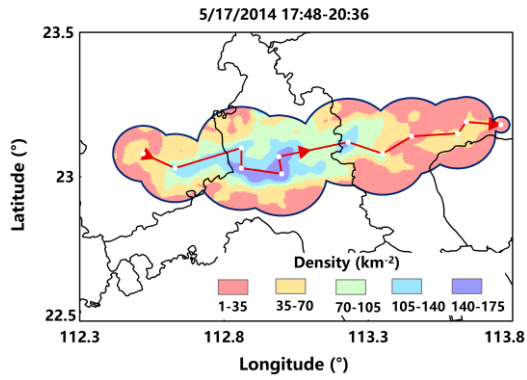 5/17/2014 17:48-20:36
23.5
23
22.5
Latitude (°)
Density (km-2)
1-35 35-70 70-105 105-140 140-175
112.3 112.8 113.3 113.8
Longitude (°)